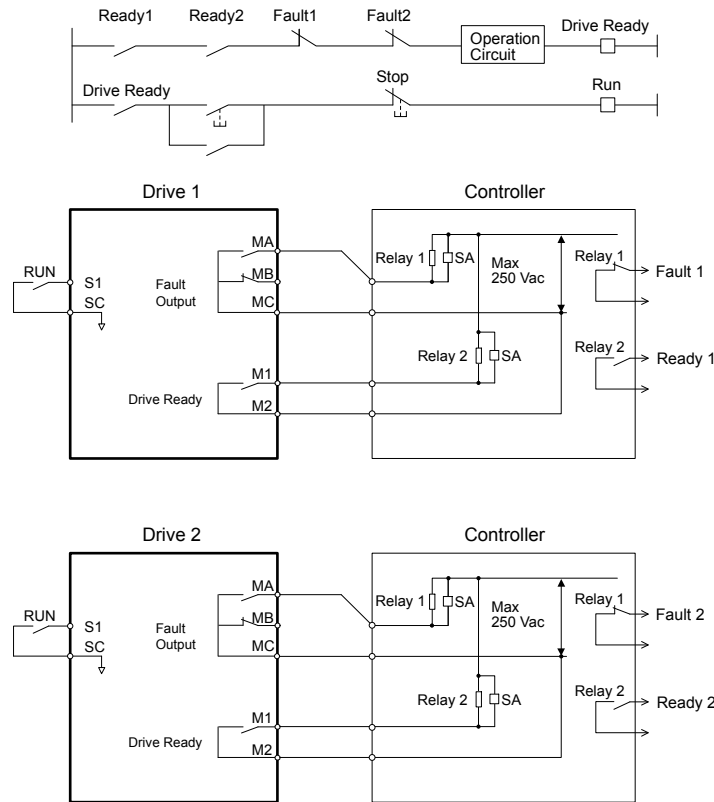 Ready1 Ready2 Fault1 Fault2 Operation Circuit Drive Ready
Drive Ready Stop Run
Drive 1
Controller
RUN
S1
SC
Fault
Output
MA
MB
MC
Drive Ready
M1
M2
Relay 1
SA
Max
250 Vac
Relay 2
SA
Relay 1
Fault 1
Relay 2
Ready 1
Drive 2
Controller
RUN
S1
SC
Fault
Output
MA
MB
MC
Drive Ready
M1
M2
Relay 1
SA
Max
250 Vac
Relay 2
SA
Relay 1
Fault 2
Relay 2
Ready 2